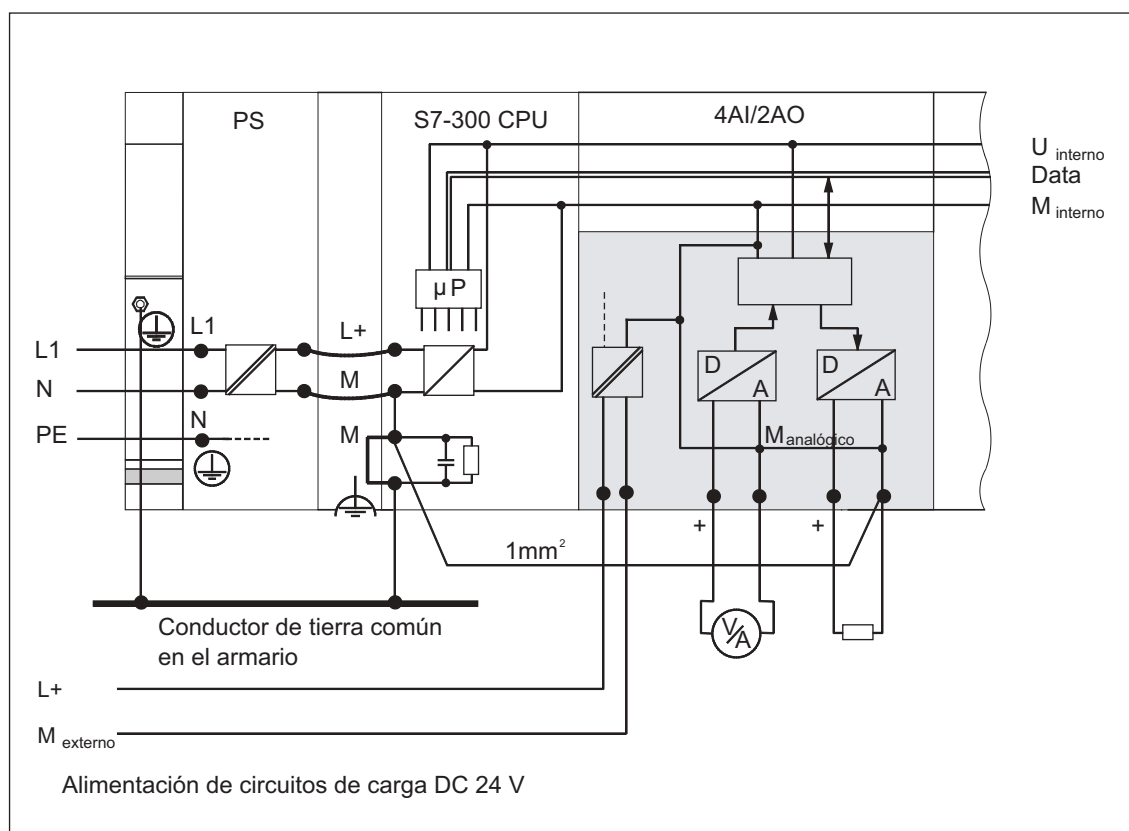 PS
S7-300 CPU
4AI/2AO
U interno
Data
M interno
µP
L1
L+
L1
D
D
N
M
A
A
PE
N
M
M analógico
+
+
1mm²
Conductor de tierra común
en el armario
V/A
L+
M externo
Alimentación de circuitos de carga DC 24 V